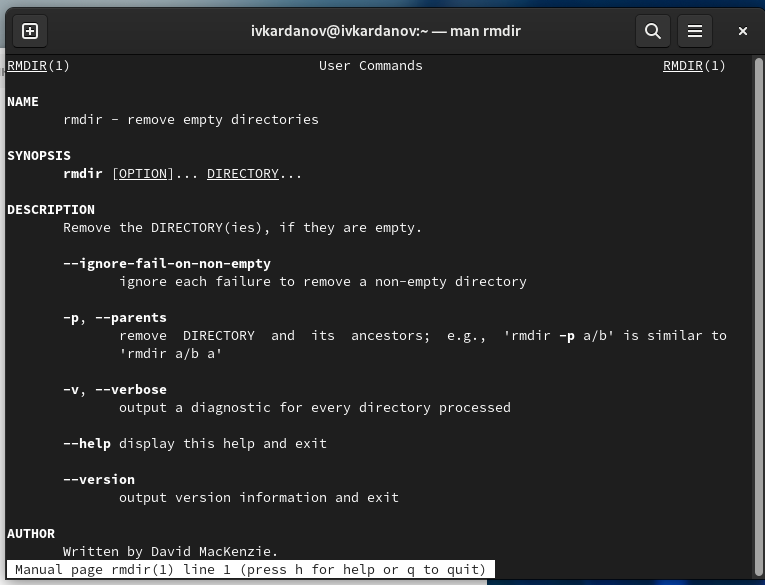 ivkardanov@ivkardanov:~ — man rmdir
RMDIR(1) User Commands RMDIR(1)
NAME
rmdir - remove empty directories
SYNOPSIS
rmdir [OPTION]... DIRECTORY...
DESCRIPTION
Remove the DIRECTORY(ies), if they are empty.
--ignore-fail-on-non-empty
ignore each failure to remove a non-empty directory
-p, --parents
remove DIRECTORY and its ancestors; e.g., 'rmdir -p a/b' is similar to
'rmdir a/b a'
-v, --verbose
output a diagnostic for every directory processed
--help display this help and exit
--version
output version information and exit
AUTHOR
Written by David MacKenzie.
Manual page rmdir(1) line 1 (press h for help or q to quit)